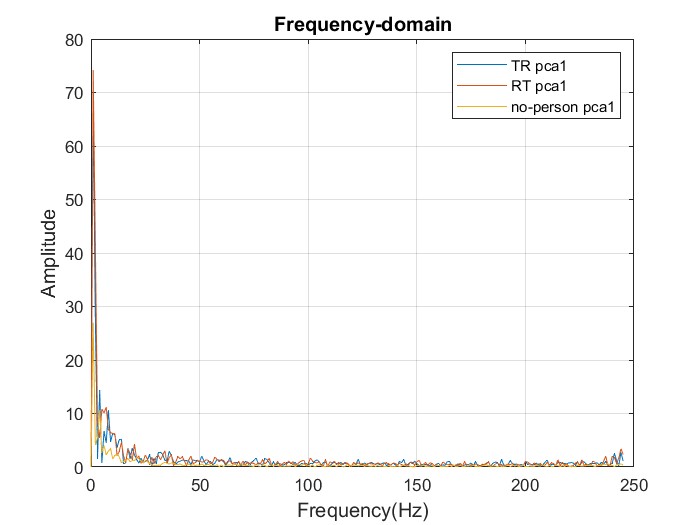 Frequency-domain
TR pca1
RT pca1
no-person pca1
Amplitude
80
70
60
50
40
30
20
10
0
0 50 100 150 200 250
Frequency(Hz)